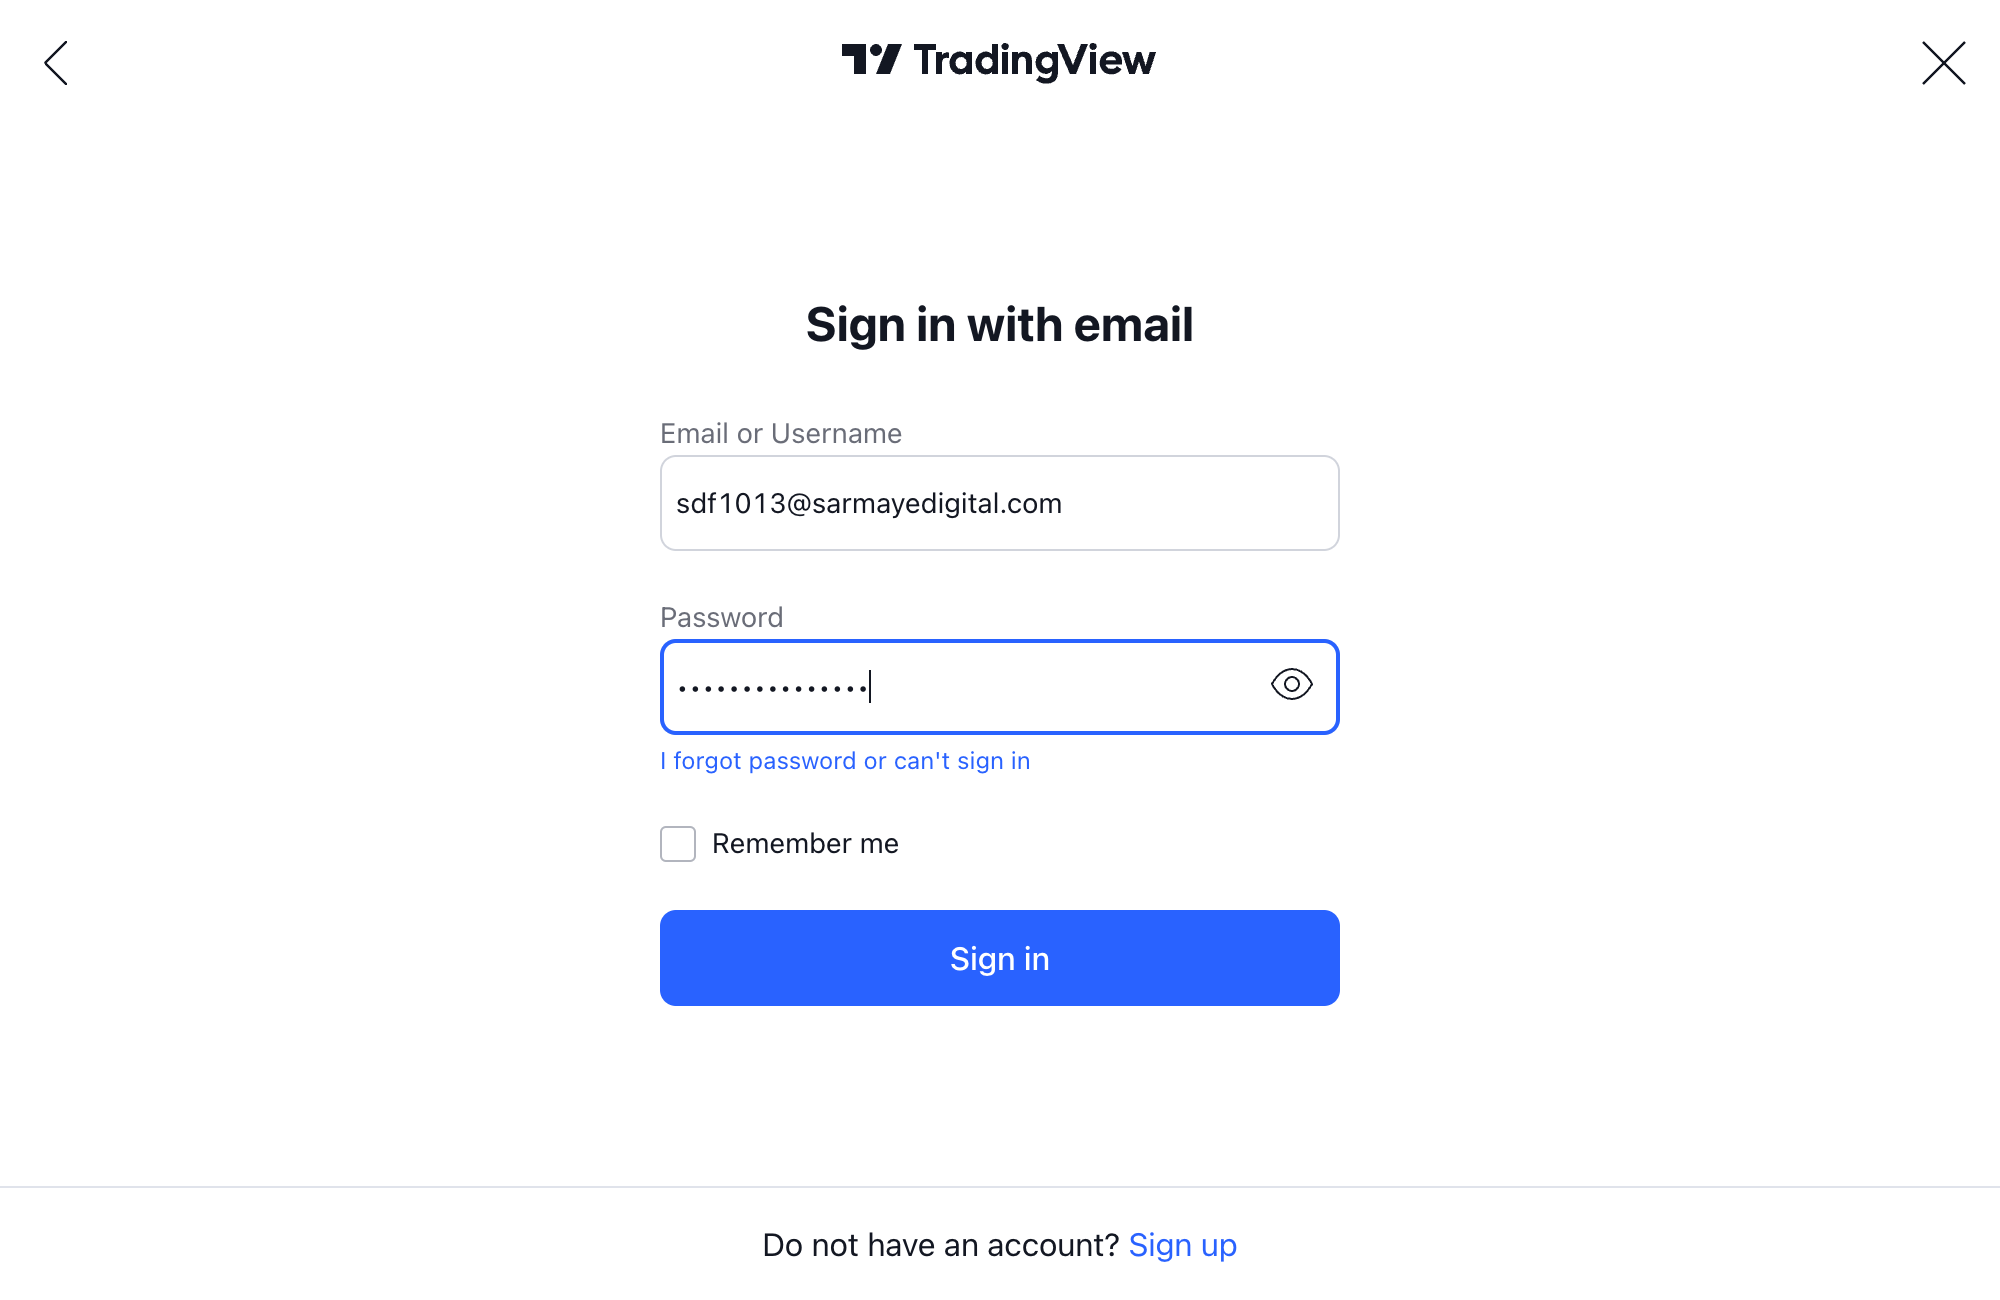 TradingView
Sign in with email
Email or Username
sdf1013@sarmayedigital.com
Password
•••••••••••••••
I forgot password or can't sign in
Remember me
Sign in
Do not have an account? Sign up